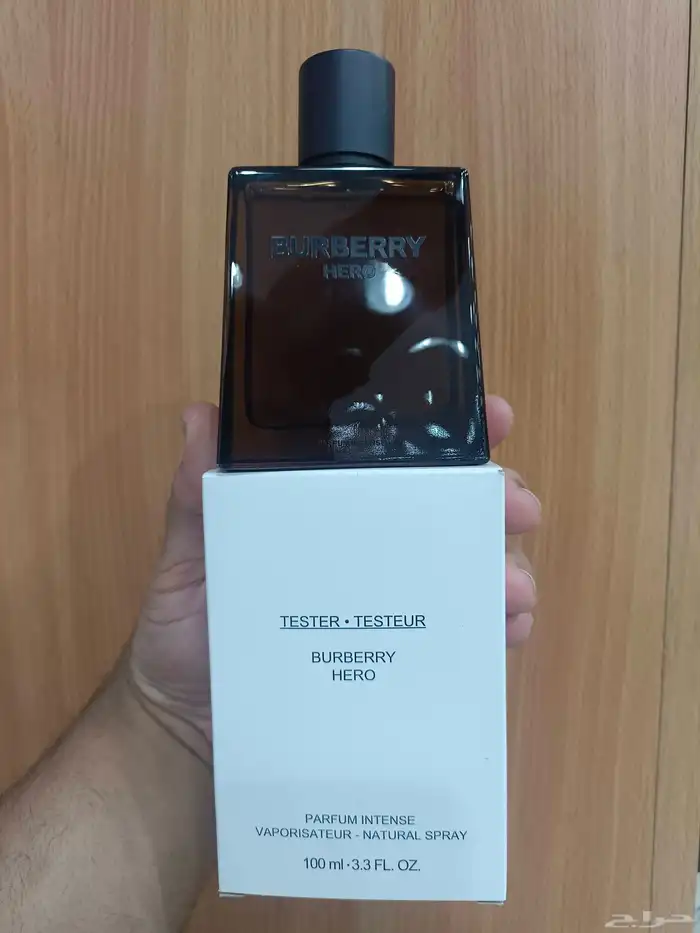 BURBERRY
HERO
TESTER • TESTEUR
BURBERRY
HERO
PARFUM INTENSE
VAPORISATEUR - NATURAL SPRAY
100 ml · 3.3 FL. OZ.
حراج